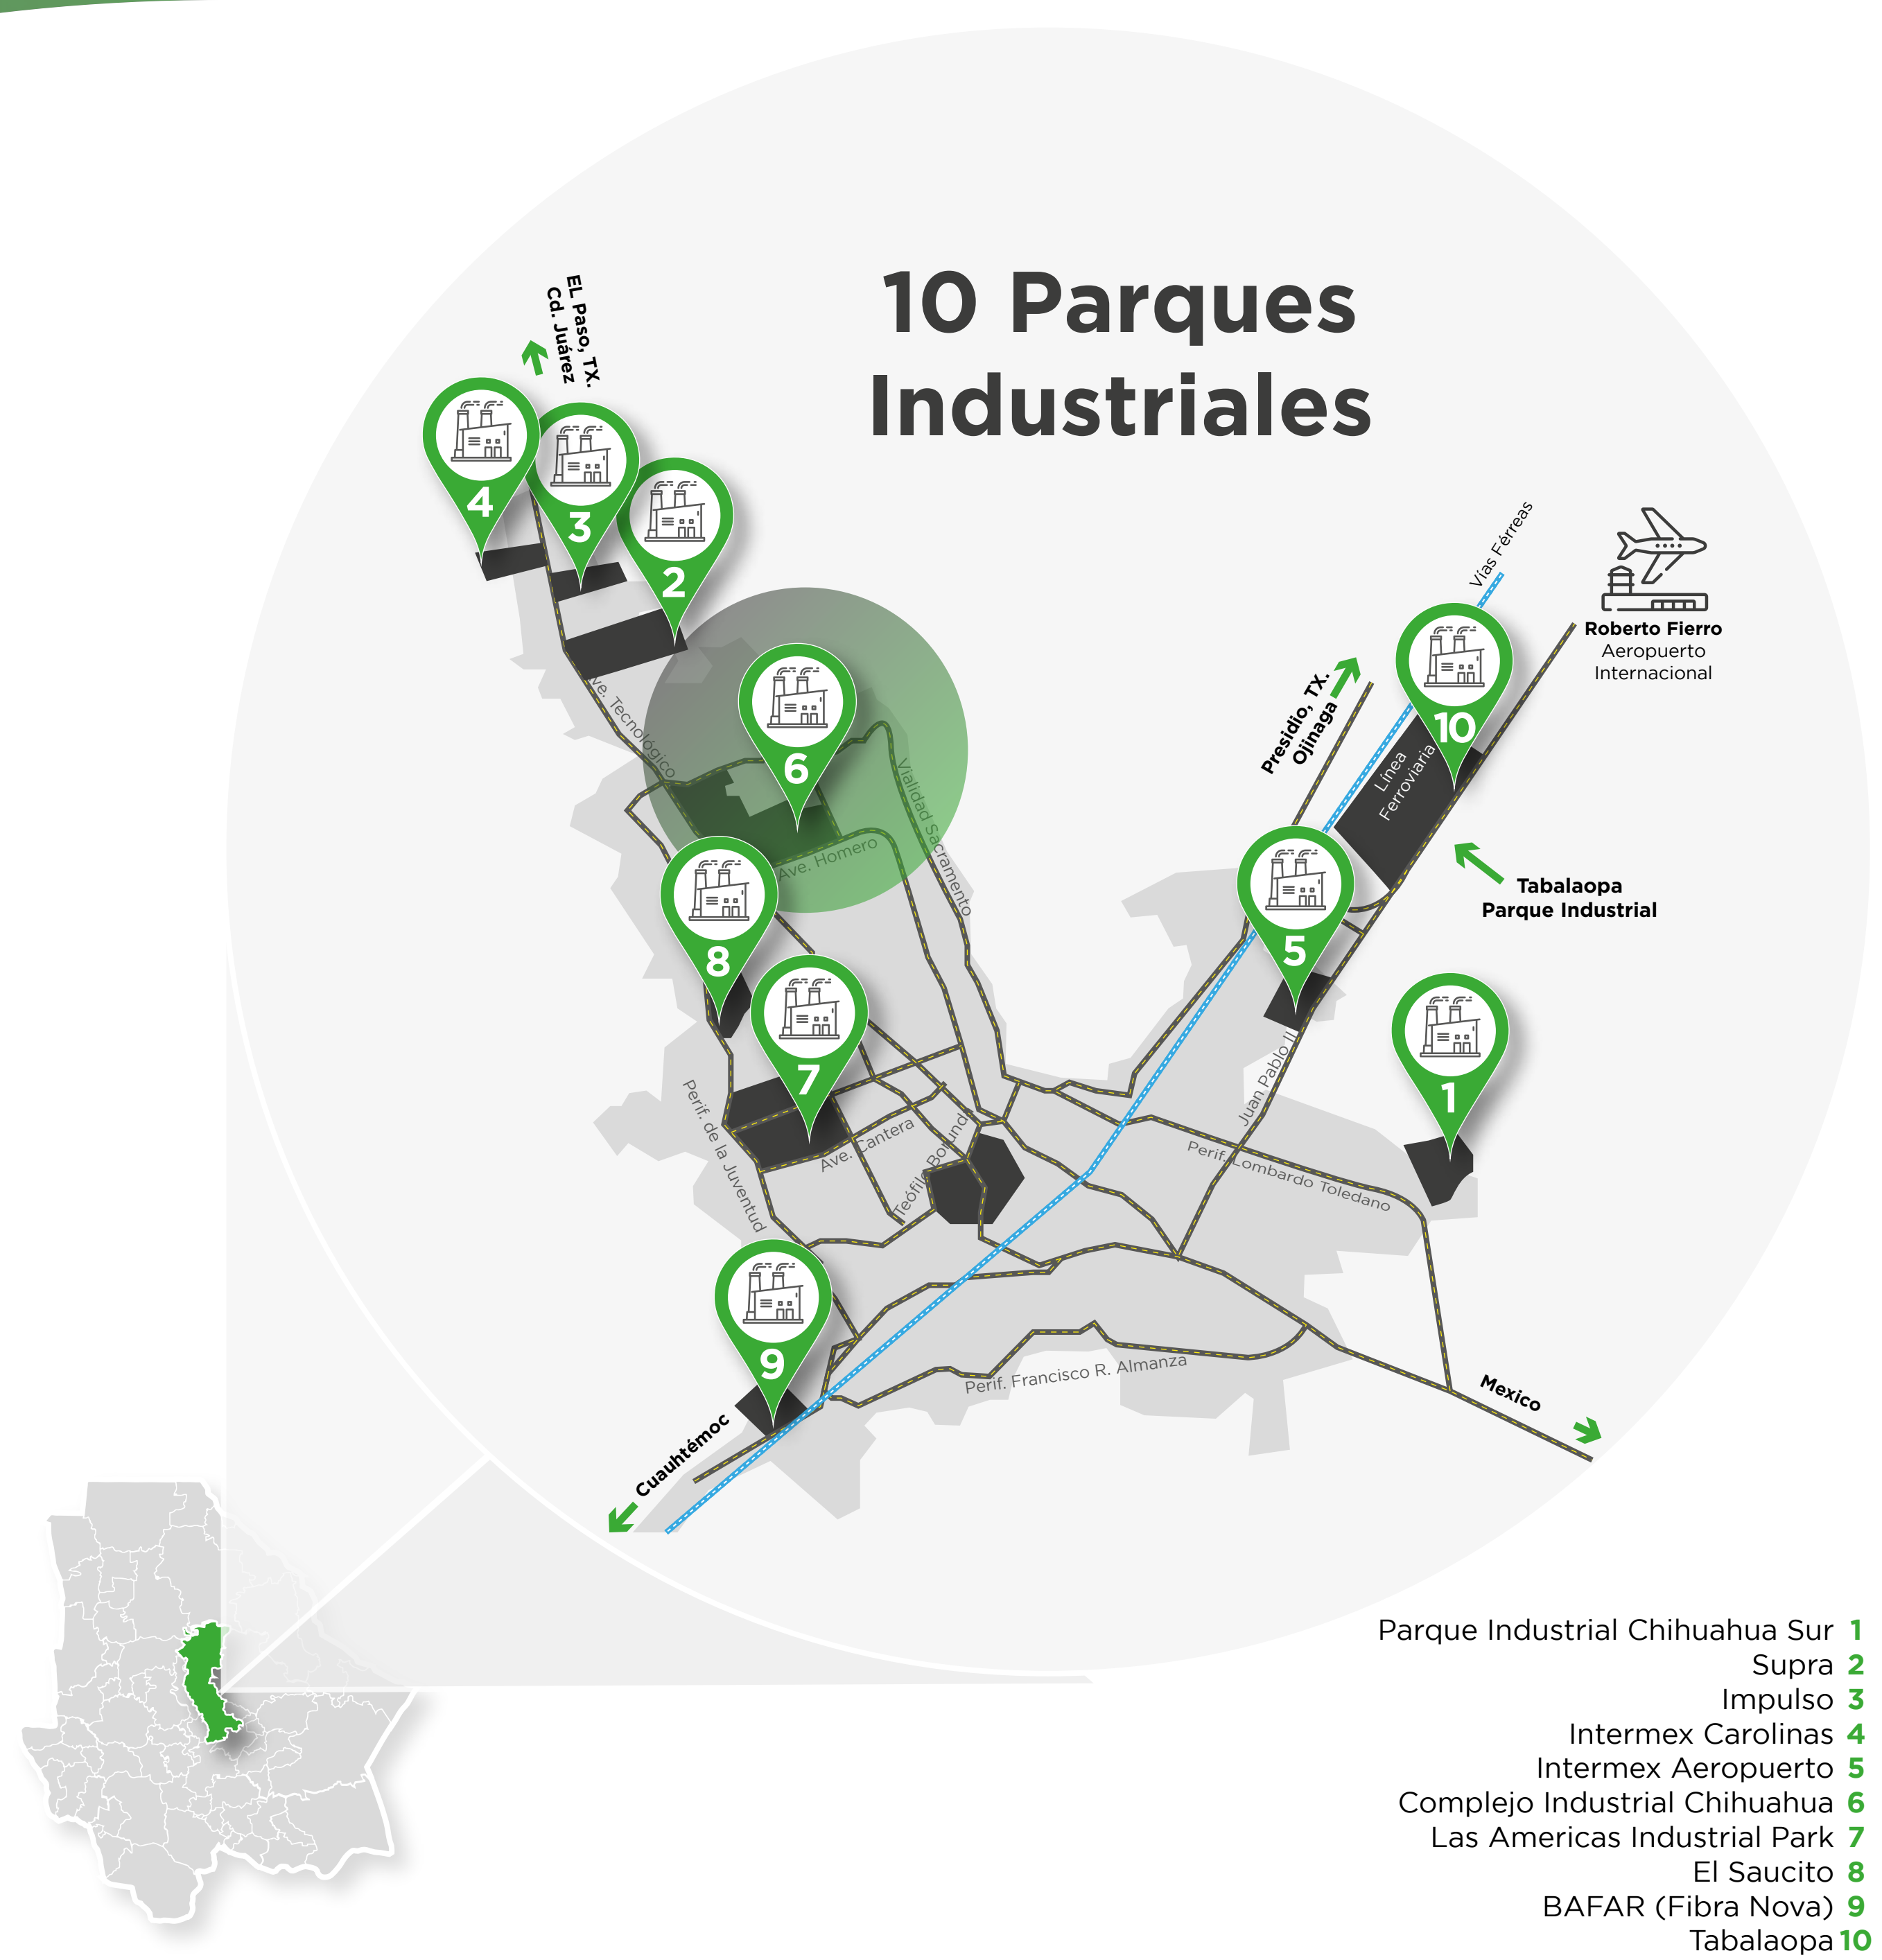 10 Parques
Industriales
EL Paso, TX.
Cd. Juárez
4
3
2
6
8
7
9
10
5
1
Vías Férreas
Roberto Fierro
Aeropuerto
Internacional
Presidio, TX.
Ojinaga
Línea
Ferroviaria
Tabalaopa
Parque Industrial
Ave. Tecnológico
Vialidad Sacramento
Ave. Homero
Juan Pablo II
Perif. de la Juventud
Ave. Cantera
Teófilo Borunda
Perif. Lombardo Toledano
Perif. Francisco R. Almanza
Mexico
Cuauhtémoc
Parque Industrial Chihuahua Sur 1
Supra 2
Impulso 3
Intermex Carolinas 4
Intermex Aeropuerto 5
Complejo Industrial Chihuahua 6
Las Americas Industrial Park 7
El Saucito 8
BAFAR (Fibra Nova) 9
Tabalaopa 10